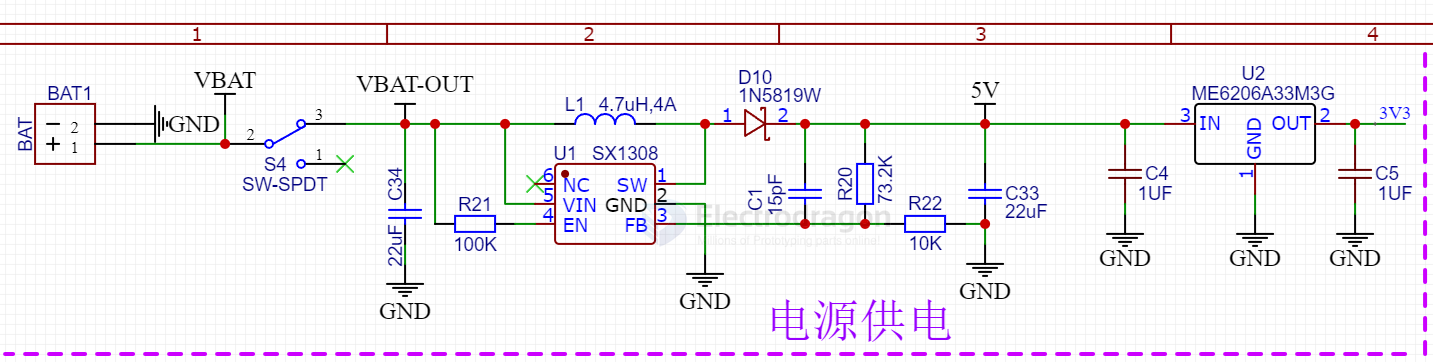 1 2 3 4
BAT1
BAT
2
1
GND
VBAT
2
3
1
S4
SW-SPDT
VBAT-OUT
C34
22uF
GND
R21
100K
L1 4.7uH,4A
U1 SX1308
6 NC SW 1
5 VIN GND 2
4 EN FB 3
GND
D10
1N5819W
1 2
C1
15pF
R20
73.2K
R22
10K
5V
C33
22uF
GND
C4
1UF
GND
U2
ME6206A33M3G
3 IN OUT 2
GND
1
GND
3V3
C5
1UF
GND
Electrodragon
电源供电